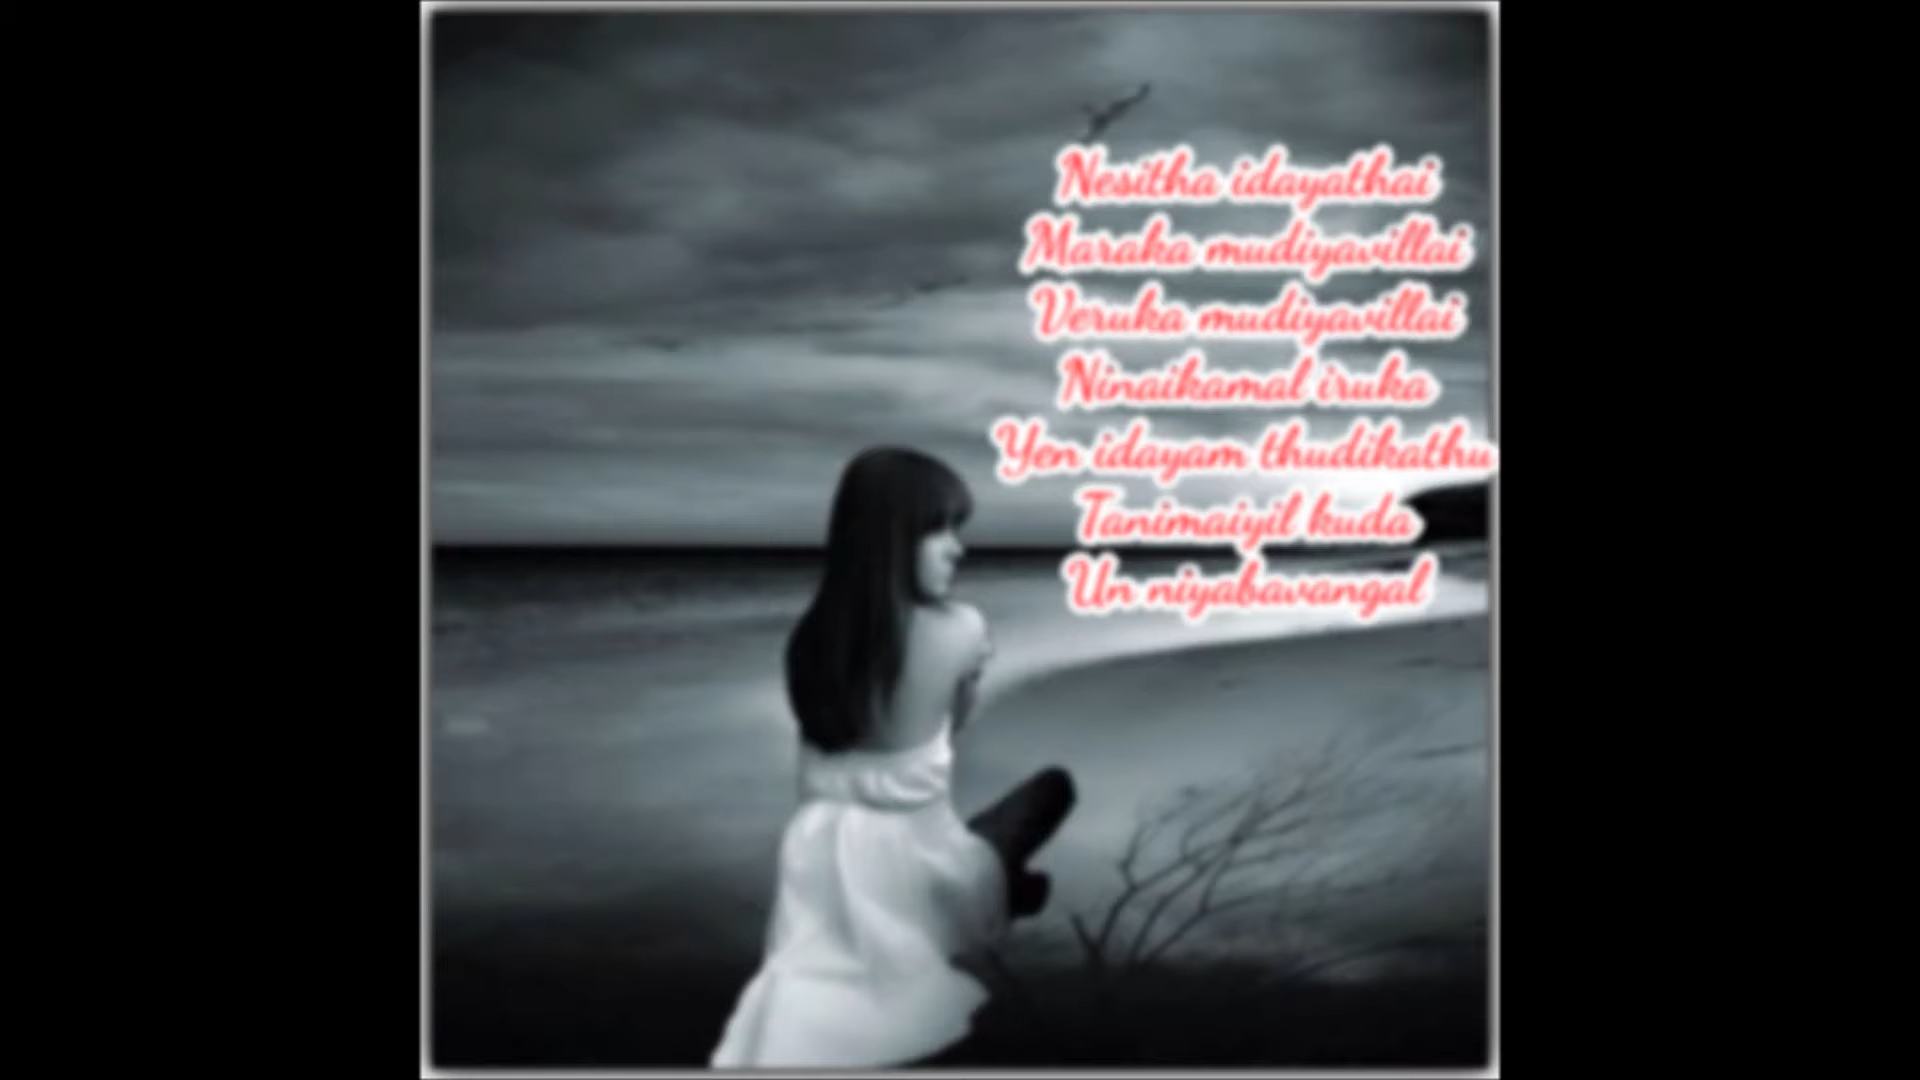 Nesitha idayathai
Maraka mudiyavillai
Veruka mudiyavillai
Ninaikamal iruka
Yen idayam thudikathu
Tanimaiyil kuda
Un niyabavangal